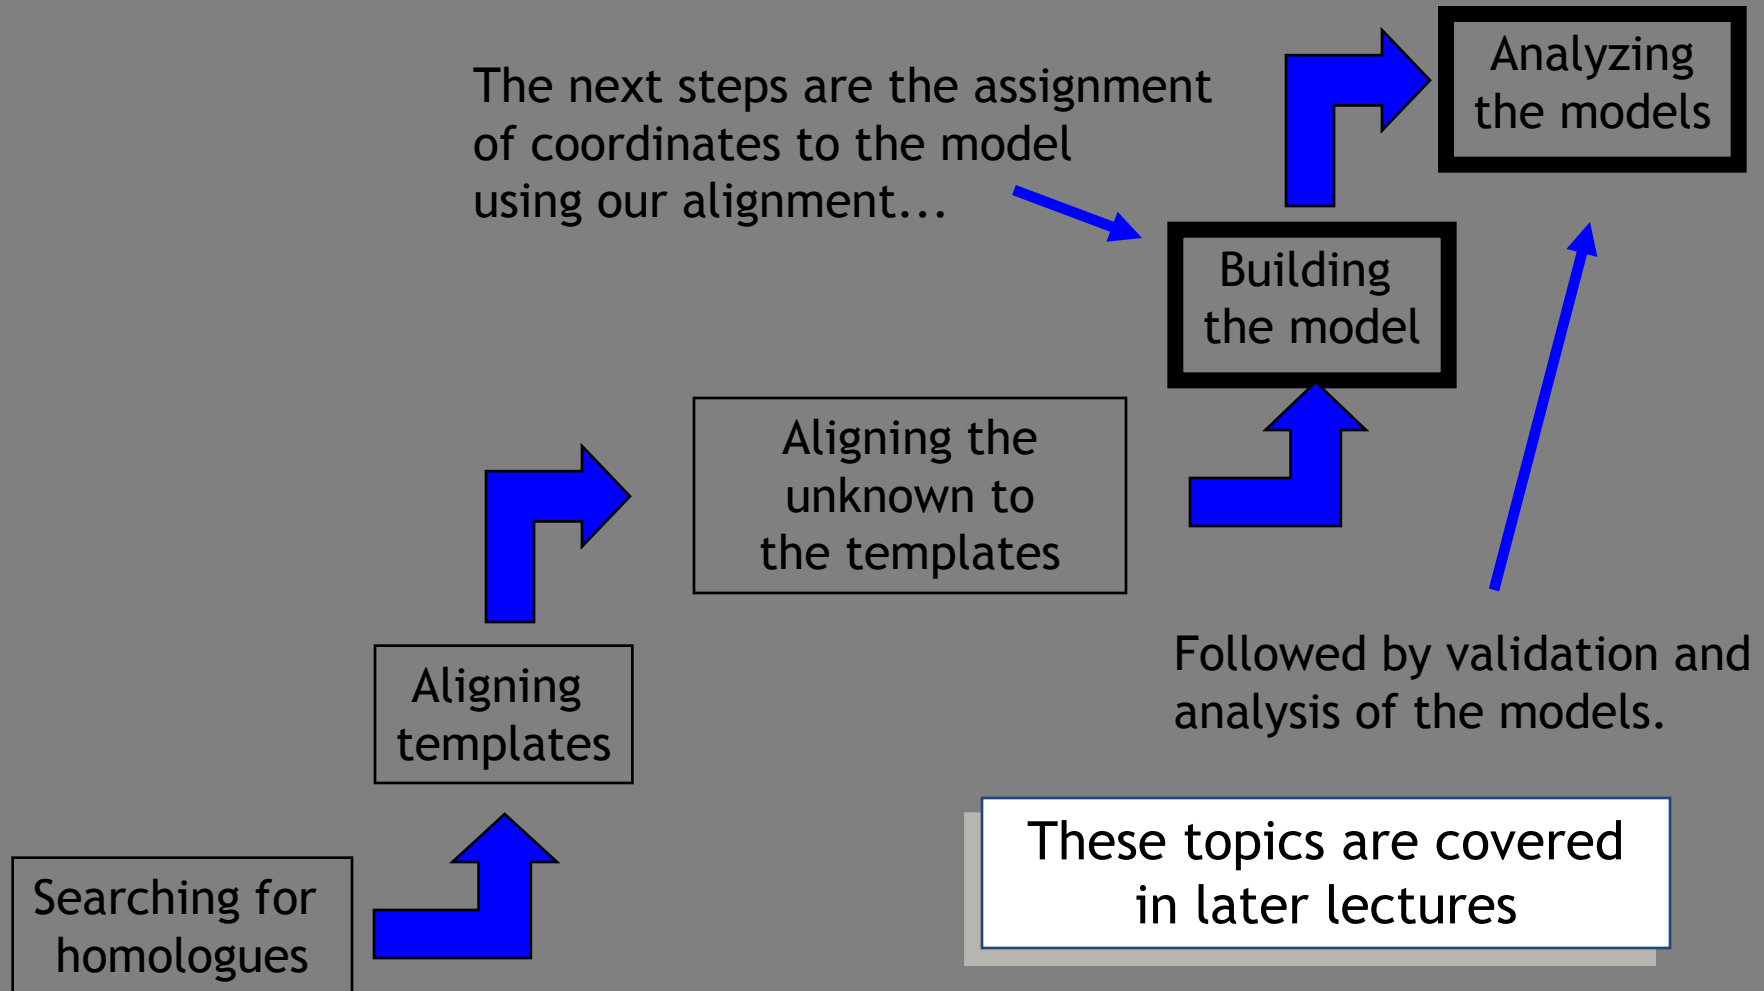 Analyzing
the models
The next steps are the assignment
of coordinates to the model
using our alignment...
Building
the model
Aligning the
unknown to
the templates
Aligning
templates
Followed by validation and
analysis of the models.
These topics are covered
in later lectures
Searching for
homologues